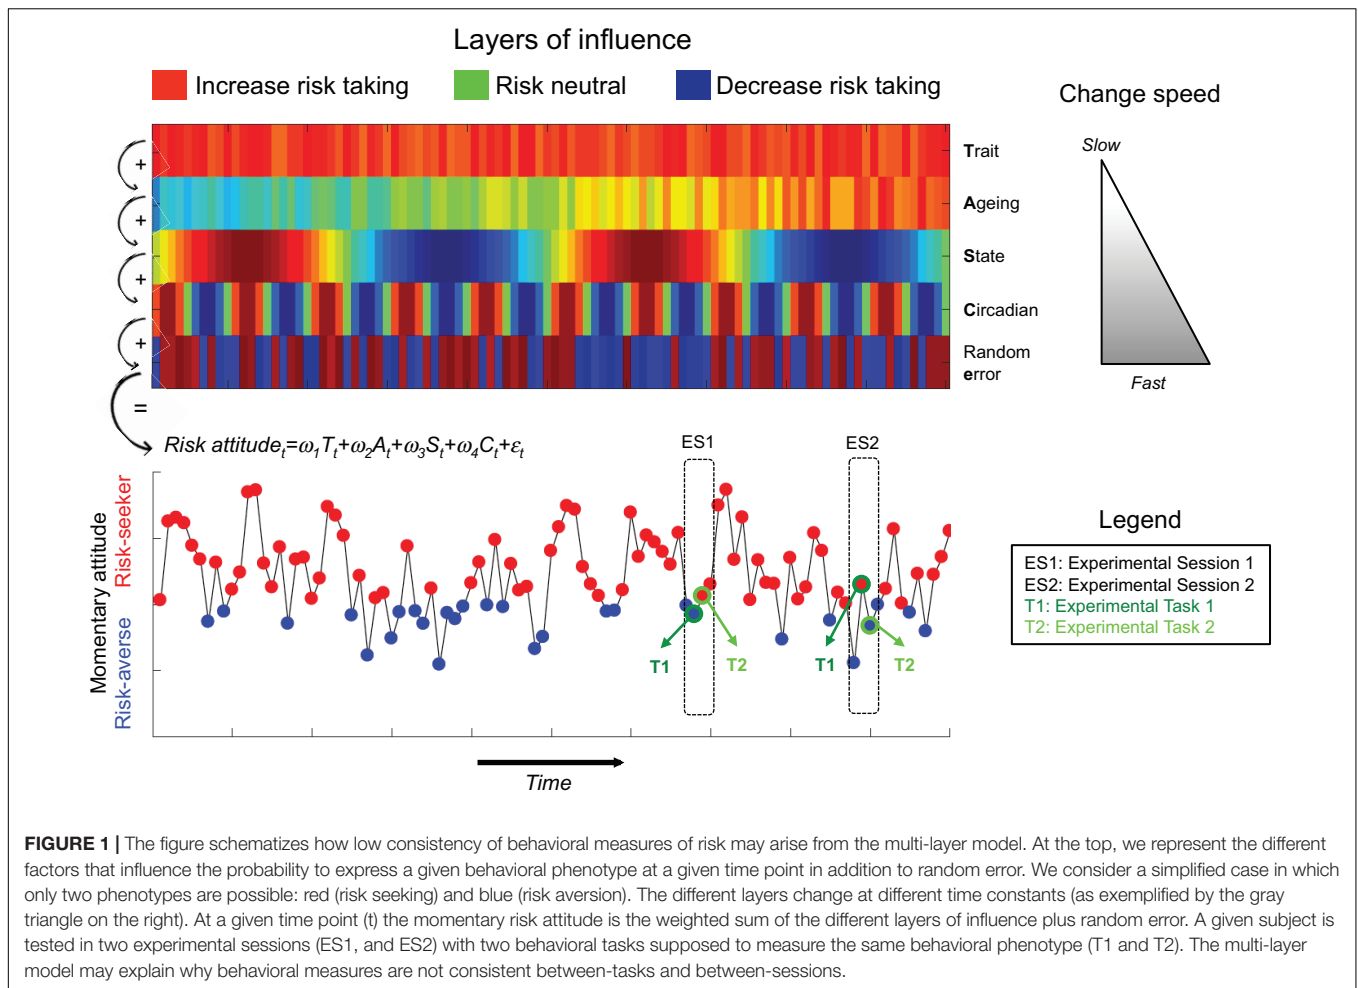 Layers of influence
Increase risk taking
Risk neutral
Decrease risk taking
Change speed
Slow
Fast
+
+
+
+
=
Trait
Ageing
State
Circadian
Random
error
Risk attitudeₜ=ω₁Tₜ+ω₂Aₜ+ω₃Sₜ+ω₄Cₜ+εₜ
ES1
ES2
Momentary attitude
Risk-averse
Risk-seeker
T1
T2
T1
T2
Time
Legend
ES1: Experimental Session 1
ES2: Experimental Session 2
T1: Experimental Task 1
T2: Experimental Task 2
FIGURE 1 | The figure schematizes how low consistency of behavioral measures of risk may arise from the multi-layer model. At the top, we represent the different
factors that influence the probability to express a given behavioral phenotype at a given time point in addition to random error. We consider a simplified case in which
only two phenotypes are possible: red (risk seeking) and blue (risk aversion). The different layers change at different time constants (as exemplified by the gray
triangle on the right). At a given time point (t) the momentary risk attitude is the weighted sum of the different layers of influence plus random error. A given subject is
tested in two experimental sessions (ES1, and ES2) with two behavioral tasks supposed to measure the same behavioral phenotype (T1 and T2). The multi-layer
model may explain why behavioral measures are not consistent between-tasks and between-sessions.